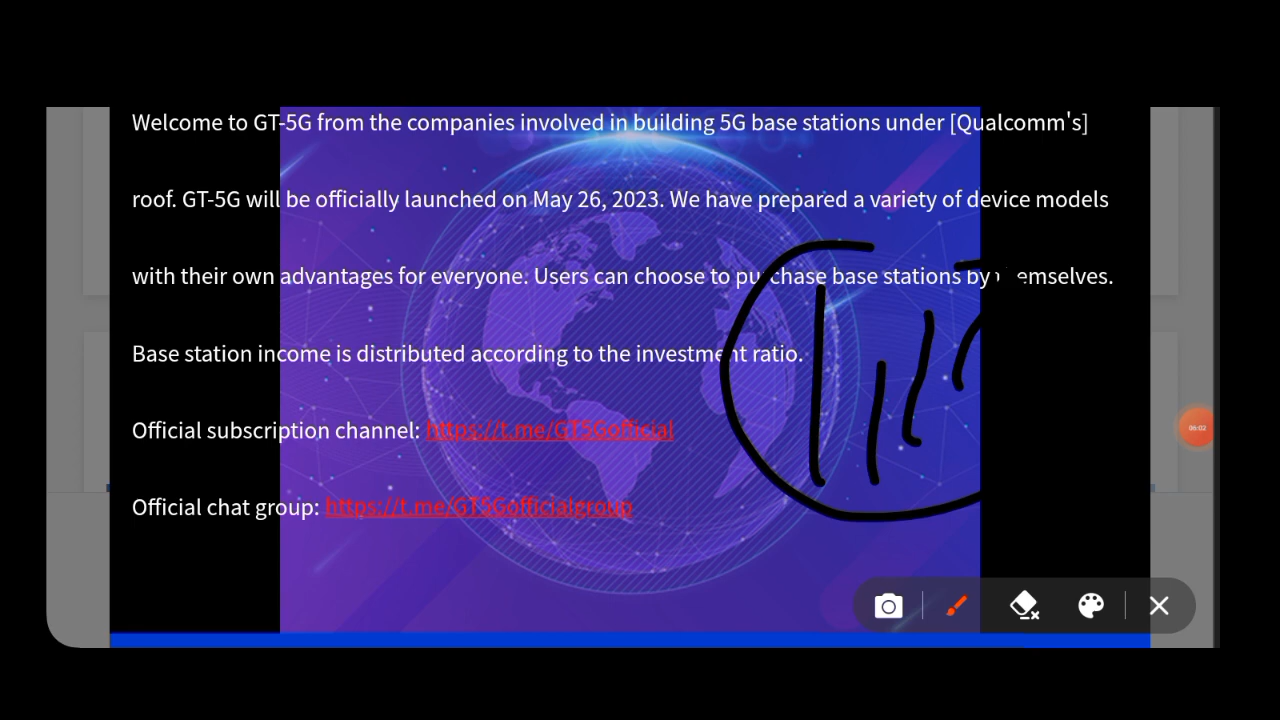 Welcome to GT-5G from the companies involved in building 5G base stations under [Qualcomm's]
roof. GT-5G will be officially launched on May 26, 2023. We have prepared a variety of device models
with their own advantages for everyone. Users can choose to purchase base stations by themselves.
Base station income is distributed according to the investment ratio.
Official subscription channel: https://t.me/GT5Gofficial
Official chat group: https://t.me/GT5Gofficialgroup
06:02